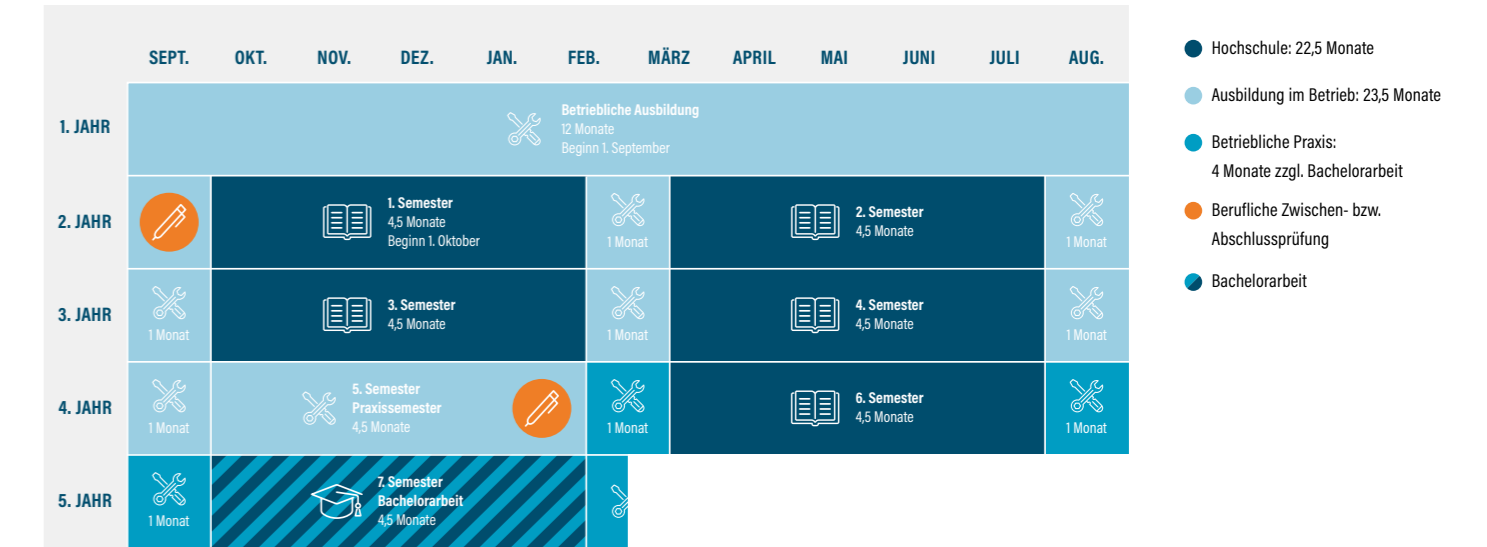 SEPT. OKT. NOV. DEZ. JAN. FEB. MÄRZ APRIL MAI JUNI JULI AUG.
1. JAHR
Betriebliche Ausbildung
12 Monate
Beginn 1. September
2. JAHR
1. Semester
4,5 Monate
Beginn 1. Oktober
1 Monat
2. Semester
4,5 Monate
1 Monat
3. JAHR
1 Monat
3. Semester
4,5 Monate
1 Monat
4. Semester
4,5 Monate
1 Monat
4. JAHR
1 Monat
5. Semester
Praxissemester
4,5 Monate
1 Monat
6. Semester
4,5 Monate
1 Monat
5. JAHR
1 Monat
7. Semester
Bachelorarbeit
4,5 Monate
Hochschule: 22,5 Monate
Ausbildung im Betrieb: 23,5 Monate
Betriebliche Praxis:
4 Monate zzgl. Bachelorarbeit
Berufliche Zwischen- bzw.
Abschlussprüfung
Bachelorarbeit